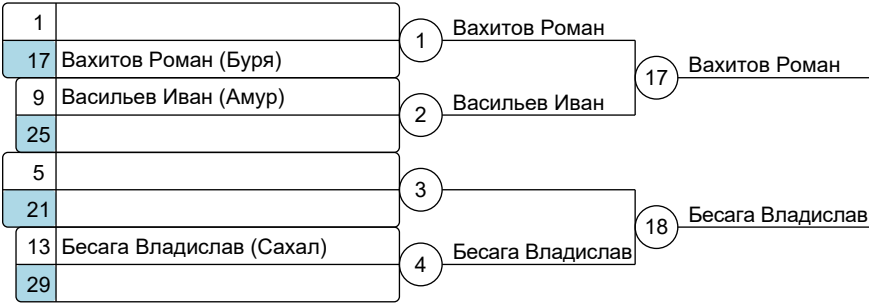 1
17 Вахитов Роман (Буря)
1 Вахитов Роман
9 Васильев Иван (Амур)
25
2 Васильев Иван
17 Вахитов Роман
5
21
3
13 Бесага Владислав (Сахал)
29
4 Бесага Владислав
18 Бесага Владислав